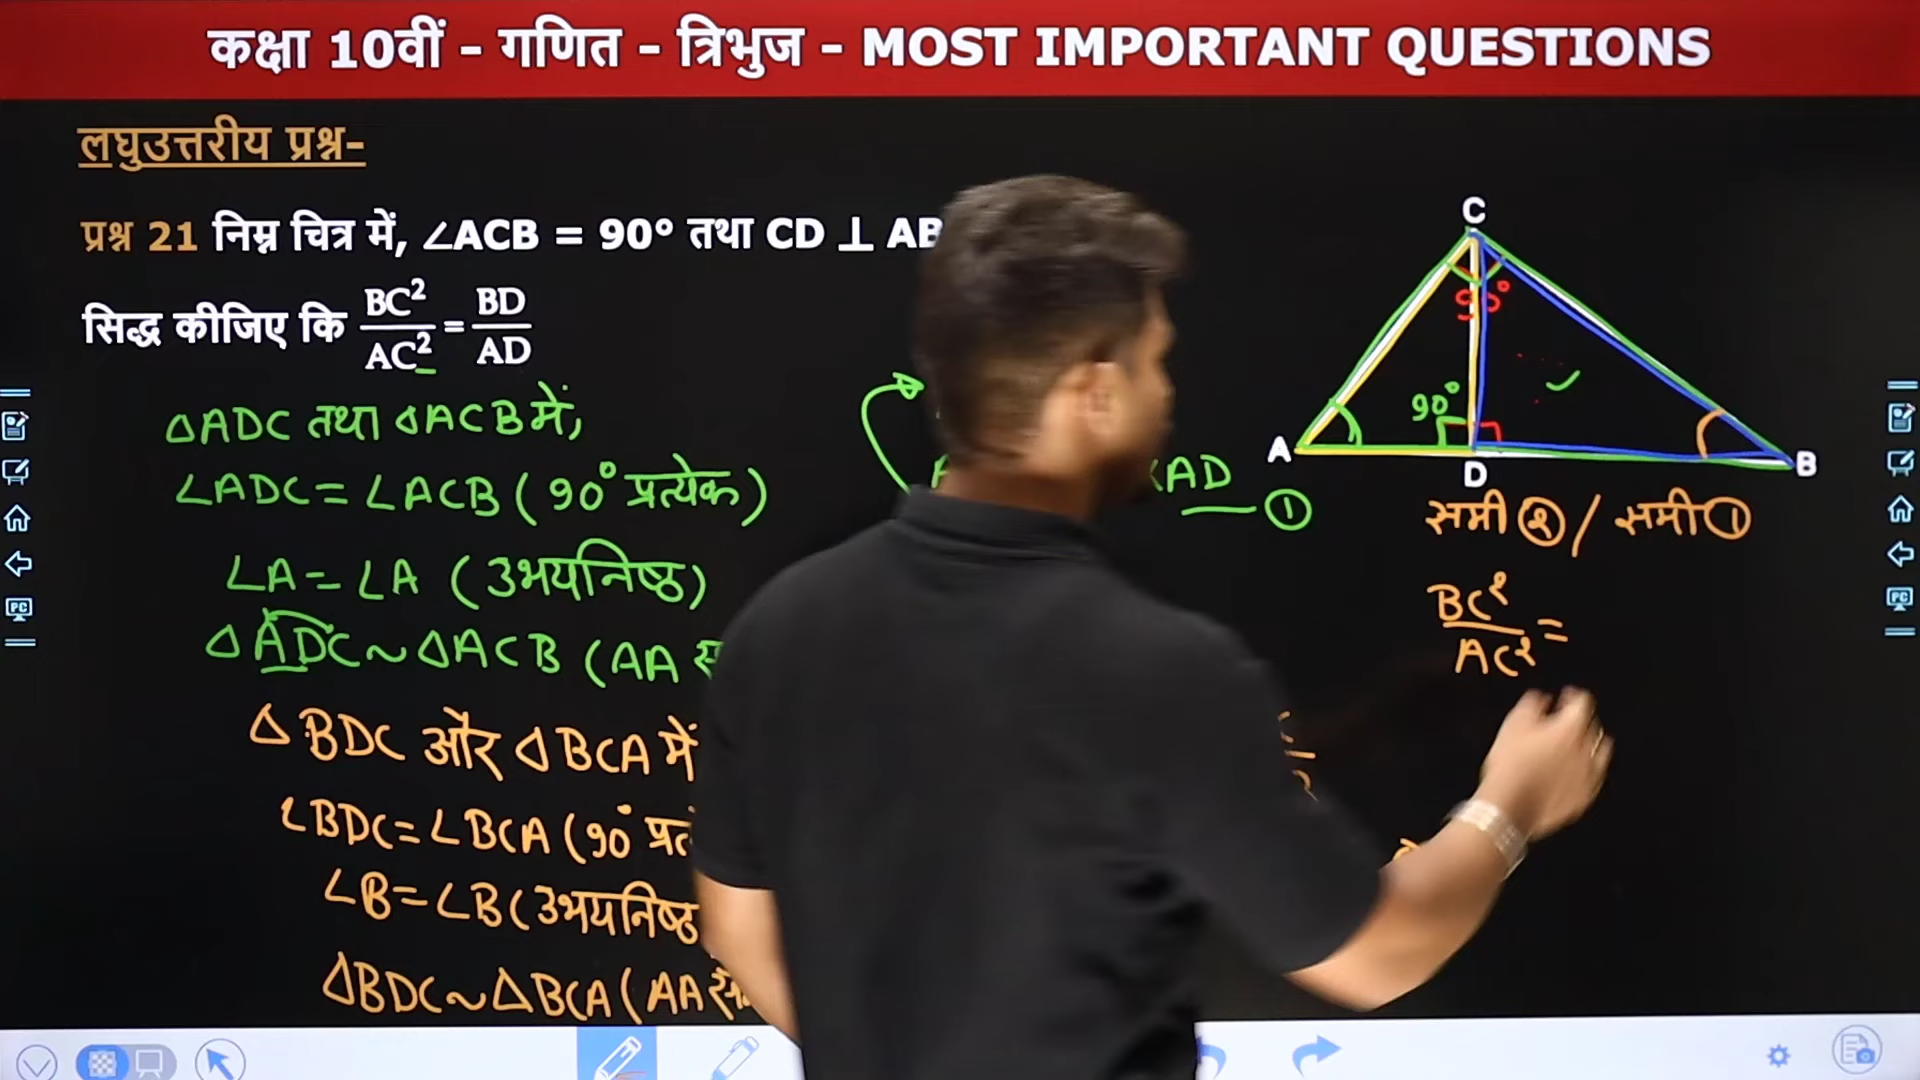 कक्षा 10वीं - गणित - त्रिभुज - MOST IMPORTANT QUESTIONS
लघुउत्तरीय प्रश्न-
प्रश्न 21 निम्न चित्र में, ∠ACB = 90° तथा CD ⊥ AB
सिद्ध कीजिए कि BC²/AC² = BD/AD
△ADC तथा △ACB में,
∠ADC = ∠ACB (90° प्रत्येक)
∠A = ∠A (उभयनिष्ठ)
△ADC ~ △ACB (AA
△BDC और △BCA में
∠BDC = ∠BCA (90°
∠B = ∠B (उभयनिष्ठ
△BDC ~ △BCA (AA
AD
①
C
90°
90°
A
D
B
समी ② / समी ①
BC²/AC² =
PC
PC